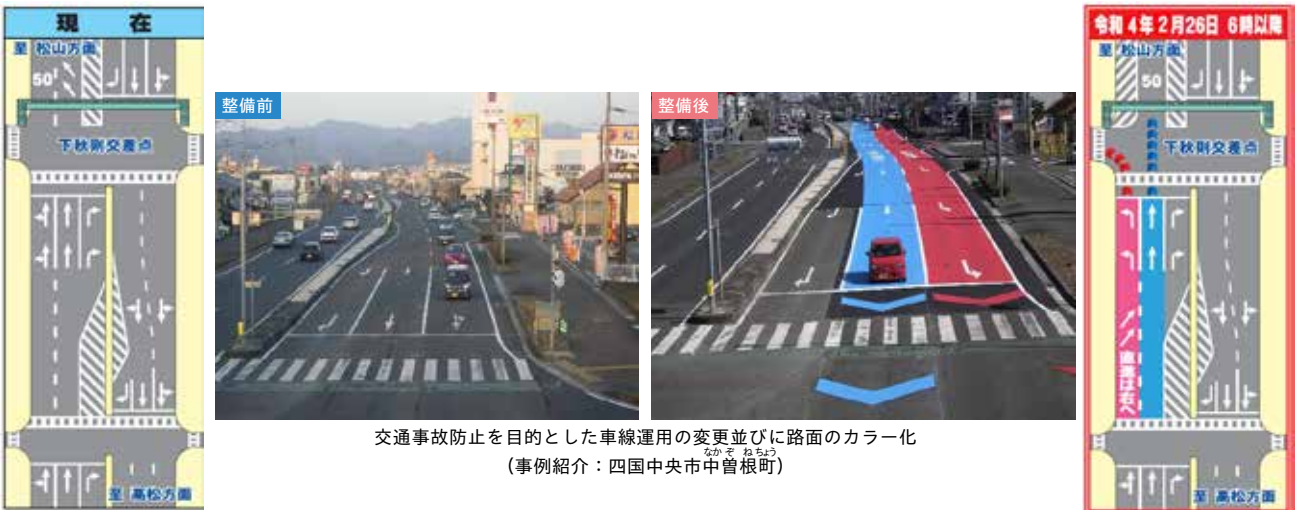 現 在
至 松山方面
50
下秋則交差点
至 高松方面
整備前
整備後
交通事故防止を目的とした車線運用の変更並びに路面のカラー化
(事例紹介：四国中央市中曽根町)
なかぞねちょう
令和4年2月26日 6時以降
至 松山方面
50
下秋則交差点
直進は右へ
至 高松方面